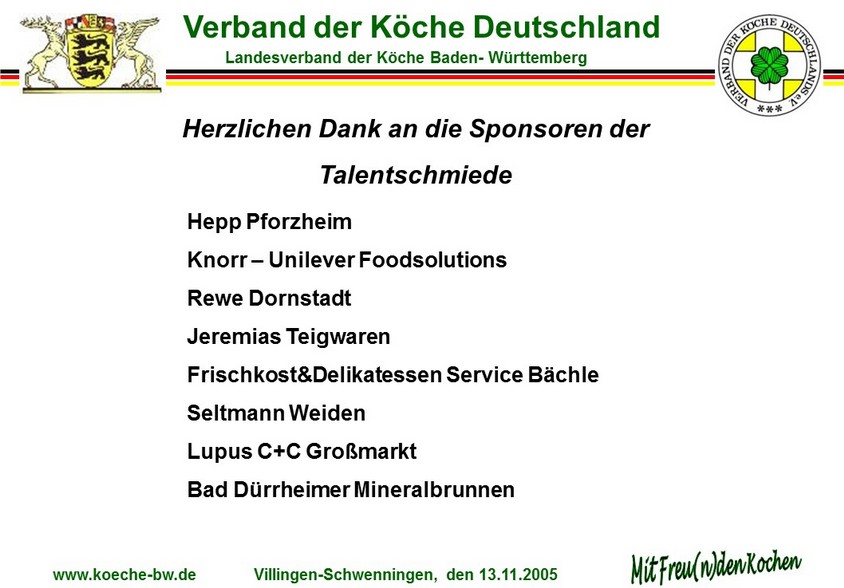 Verband der Köche Deutschland
Landesverband der Köche Baden- Württemberg
VERBAND DER KÖCHE DEUTSCHLANDS e.V.
***
Herzlichen Dank an die Sponsoren der
Talentschmiede
Hepp Pforzheim
Knorr – Unilever Foodsolutions
Rewe Dornstadt
Jeremias Teigwaren
Frischkost&Delikatessen Service Bächle
Seltmann Weiden
Lupus C+C Großmarkt
Bad Dürrheimer Mineralbrunnen
www.koeche-bw.de Villingen-Schwenningen, den 13.11.2005
Mit Freu(n)den Kochen